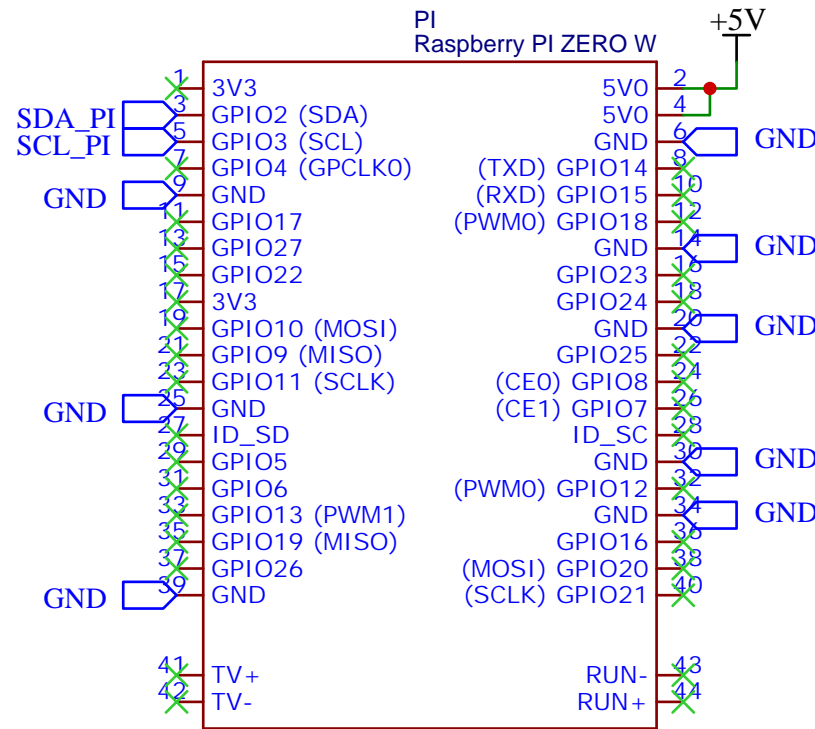 PI
Raspberry PI ZERO W
+5V
1 3V3 5V0 2
SDA_PI 3 GPIO2 (SDA) 5V0 4
SCL_PI 5 GPIO3 (SCL) GND 6 GND
7 GPIO4 (GPCLK0) (TXD) GPIO14 8
GND 9 GND (RXD) GPIO15 10
11 GPIO17 (PWM0) GPIO18 12
13 GPIO27 GND 14 GND
15 GPIO22 GPIO23 16
17 3V3 GPIO24 18
19 GPIO10 (MOSI) GND 20 GND
21 GPIO9 (MISO) GPIO25 22
23 GPIO11 (SCLK) (CE0) GPIO8 24
GND 25 GND (CE1) GPIO7 26
27 ID_SD ID_SC 28
29 GPIO5 GND 30 GND
31 GPIO6 (PWM0) GPIO12 32
33 GPIO13 (PWM1) GND 34 GND
35 GPIO19 (MISO) GPIO16 36
37 GPIO26 (MOSI) GPIO20 38
GND 39 GND (SCLK) GPIO21 40
41 TV+ RUN- 43
42 TV- RUN+ 44